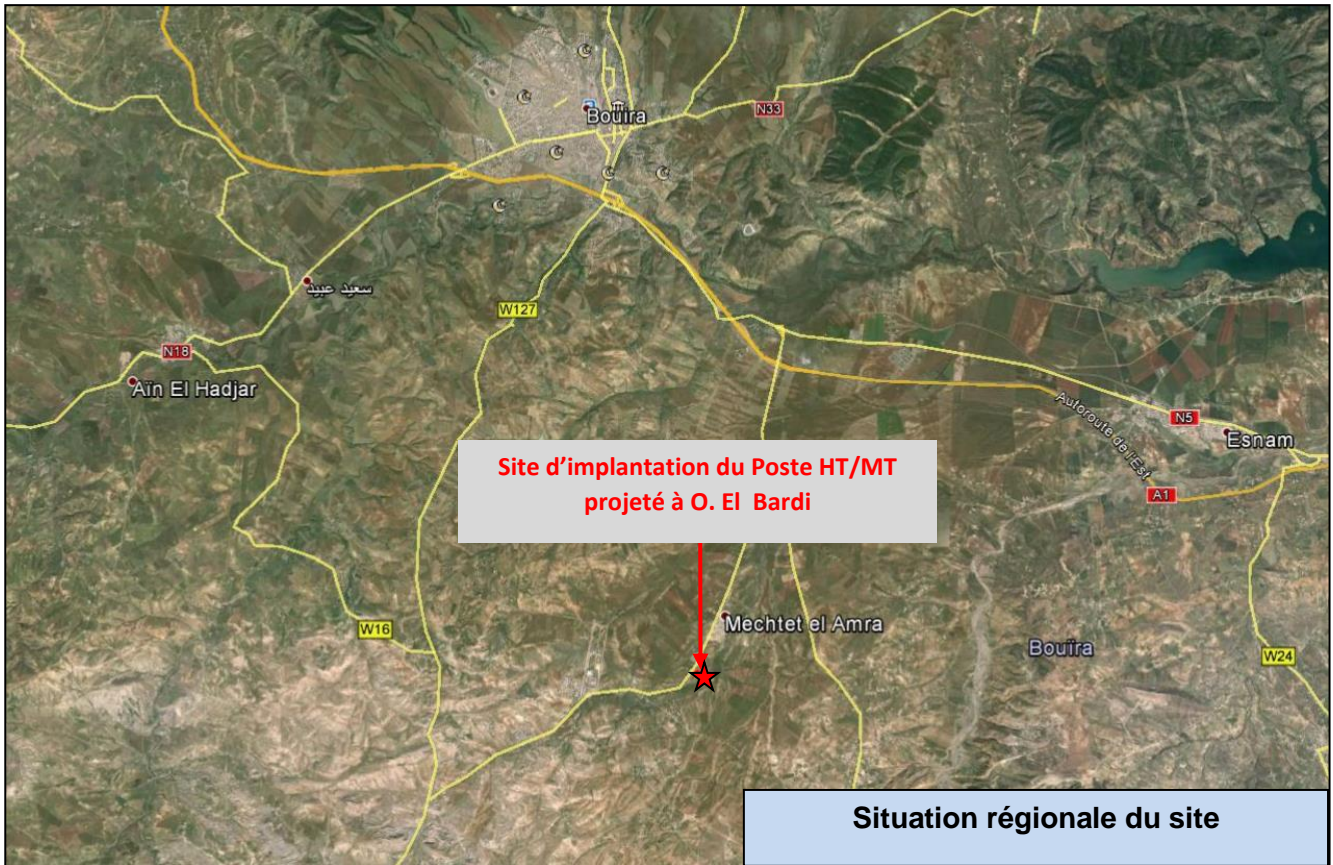 N33
Bouira
سعيد عبيد
W127
N18
Aïn El Hadjar
Autoroute de l'Est
N5
Esnam
A1
Site d'implantation du Poste HT/MT
projeté à O. El Bardi
Mechtet el Amra
W16
Bouïra
W24
Situation régionale du site